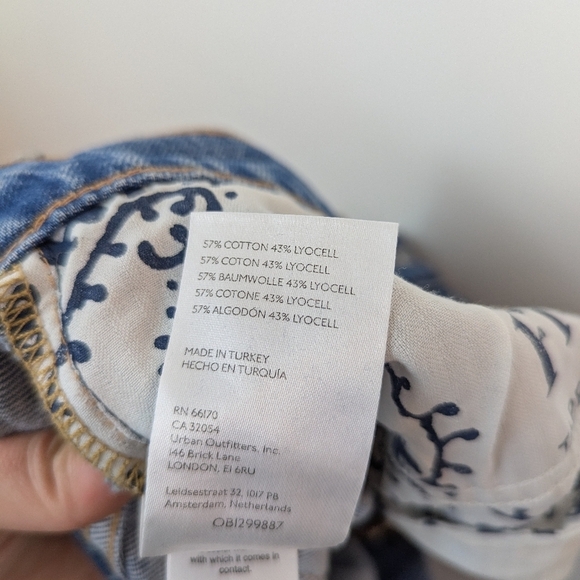 57% COTTON 43% LYOCELL
57% COTON 43% LYOCELL
57% BAUMWOLLE 43% LYOCELL
57% COTONE 43% LYOCELL
57% ALGODÓN 43% LYOCELL
MADE IN TURKEY
HECHO EN TURQUÍA
RN 66170
CA 32054
Urban Outfitters, Inc.
146 Brick Lane
LONDON, E1 6RU
Leidsestraat 32, 1017 PB
Amsterdam, Netherlands
OB1299887
with which it comes in
contact.